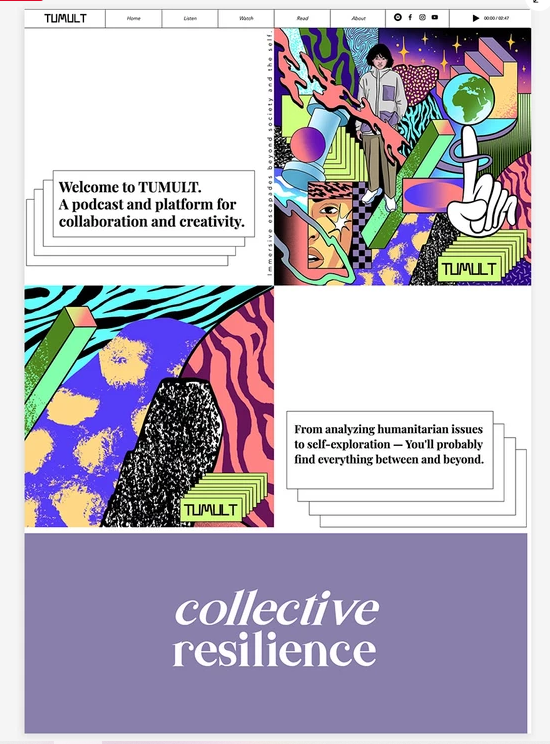 TUMULT
Home
Listen
Watch
Read
About
00:00 / 02:47
Immersive escapades beyond society and the self.
Welcome to TUMULT.
A podcast and platform for
collaboration and creativity.
TUMULT
TUMULT
From analyzing humanitarian issues
to self-exploration — You'll probably
find everything between and beyond.
collective
resilience